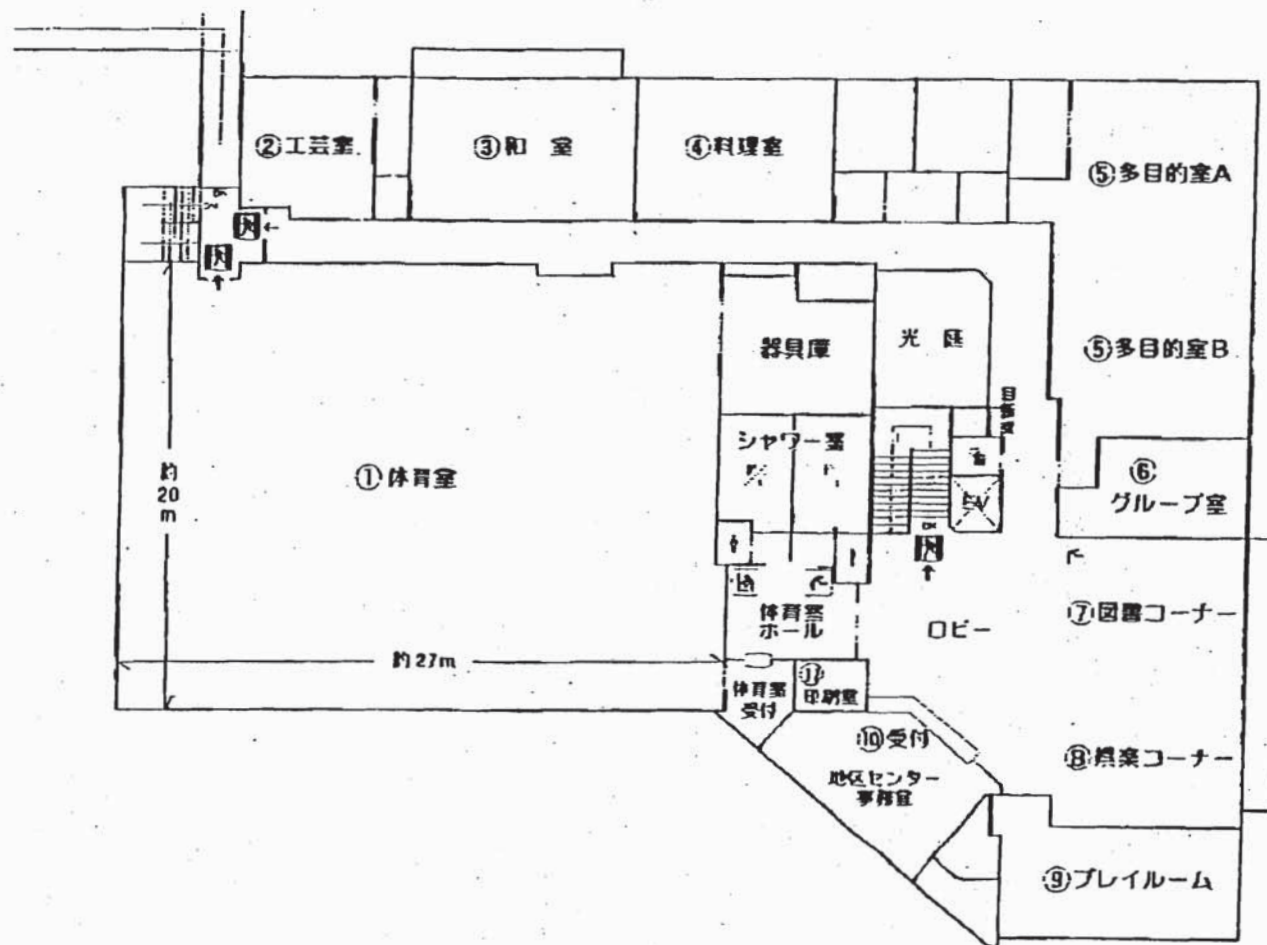 ②工芸室
③和 室
④料理室
⑤多目的室A
器具庫
光庭
⑤多目的室B
シャワー室
①体育室
約
20
m
EV
⑥
グループ室
体育室
ホール
ロビー
⑦図書コーナー
約27m
体育室
受付
⑪
印刷室
⑩受付
地区センター
事務室
⑧娯楽コーナー
⑨プレイルーム